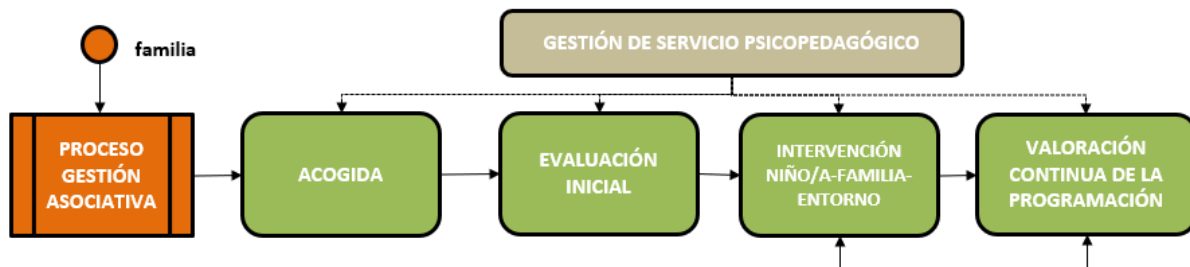 familia
GESTIÓN DE SERVICIO PSICOPEDAGÓGICO
PROCESO
GESTIÓN
ASOCIATIVA
ACOGIDA
EVALUACIÓN
INICIAL
INTERVENCIÓN
NIÑO/A-FAMILIA-
ENTORNO
VALORACIÓN
CONTINUA DE LA
PROGRAMACIÓN